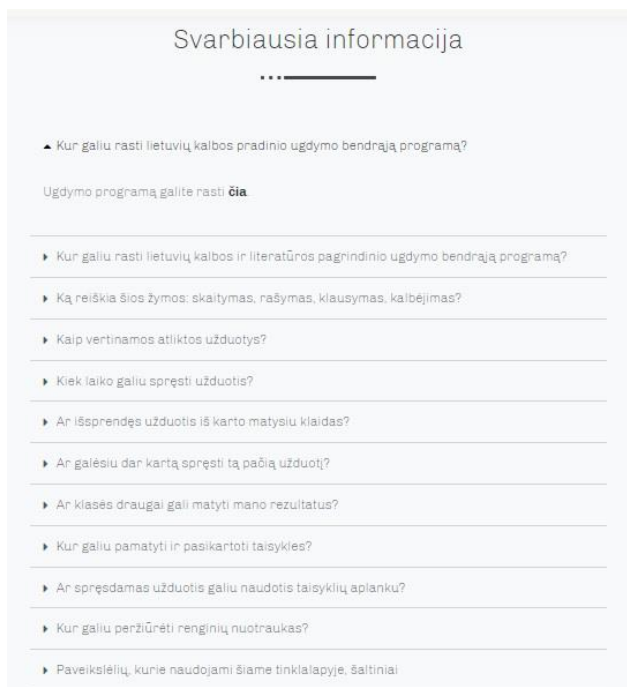 Svarbiausia informacija
Kur galiu rasti lietuvių kalbos pradinio ugdymo bendrąją programą?
Ugdymo programą galite rasti čia.
Kur galiu rasti lietuvių kalbos ir literatūros pagrindinio ugdymo bendrąją programą?
Ką reiškia šios žymos: skaitymas, rašymas, klausymas, kalbėjimas?
Kaip vertinamos atliktos užduotys?
Kiek laiko galiu spręsti užduotis?
Ar išsprendęs užduotis iš karto matysiu klaidas?
Ar galėsiu dar kartą spręsti tą pačią užduotį?
Ar klasės draugai gali matyti mano rezultatus?
Kur galiu pamatyti ir pasikartoti taisykles?
Ar spręsdamas užduotis galiu naudotis taisyklių aplanku?
Kur galiu peržiūrėti renginių nuotraukas?
Paveikslėlių, kurie naudojami šiame tinklalapyje, šaltiniai